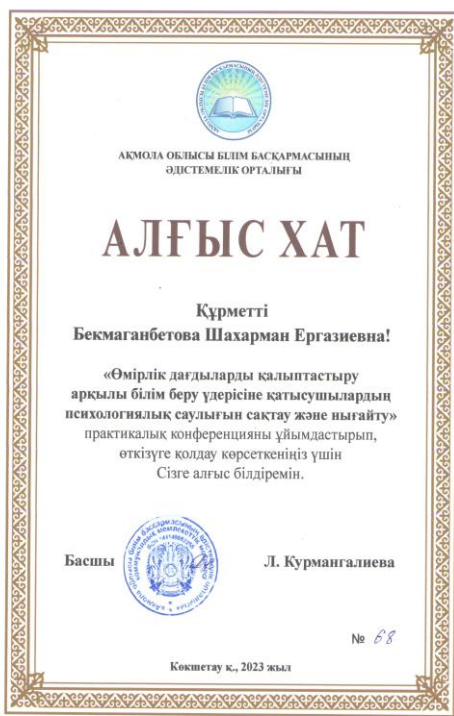 АҚМОЛА ОБЛЫСЫ БІЛІМ БАСҚАРМАСЫНЫҢ
ӘДІСТЕМЕЛІК ОРТАЛЫҒЫ
АЛҒЫС ХАТ
Құрметті
Бекмаганбетова Шахарман Ергазиевна!
«Өмірлік дағдыларды қалыптастыру
арқылы білім беру үдерісіне қатысушылардың
психологиялық саулығын сақтау және нығайту»
практикалық конференцияны ұйымдастырып,
өткізуге қолдау көрсеткеніңіз үшін
Сізге алғыс білдіремін.
Басшы Л. Курмангалиева
№ 68
Көкшетау қ., 2023 жыл